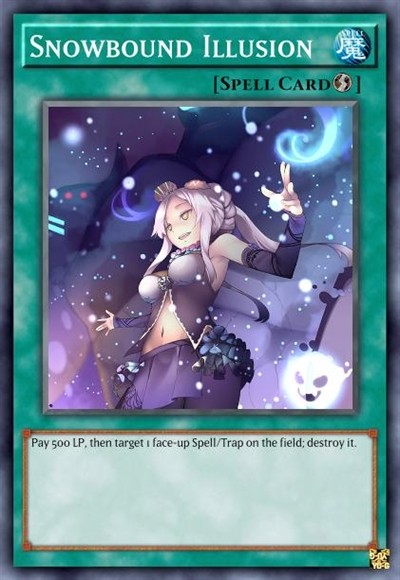 Snowbound Illusion
魔
[Spell Card]
Pay 500 LP, then target 1 face-up Spell/Trap on the field; destroy it.